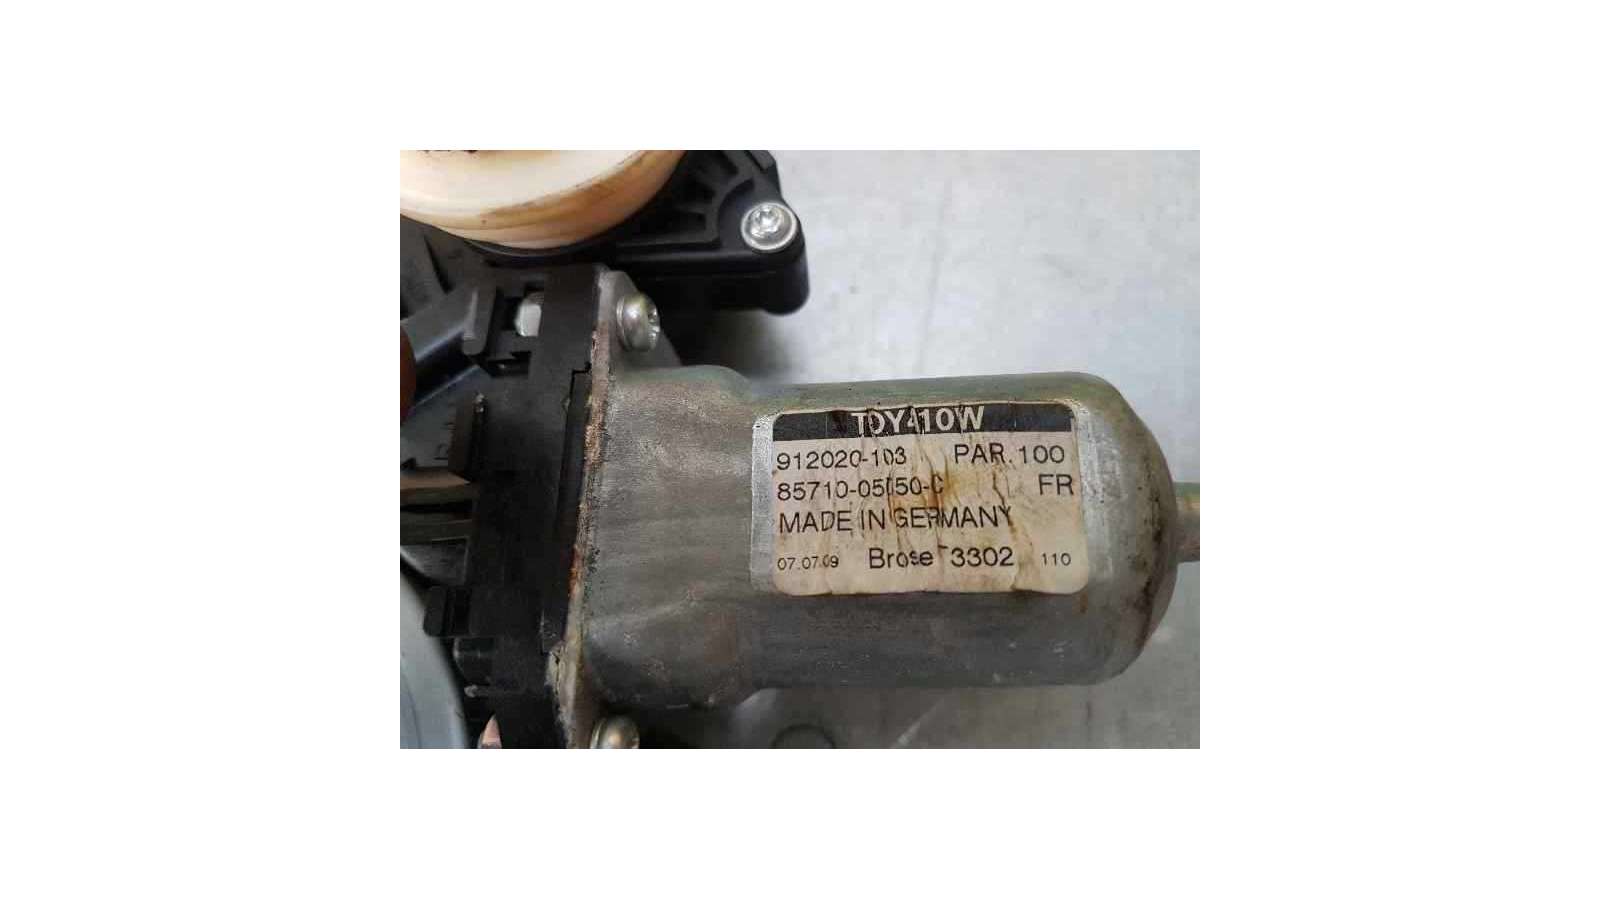 TOY410W
912020-103 PAR.100
85710-05050-C FR
MADE IN GERMANY
07.07.09 Brose 3302 110